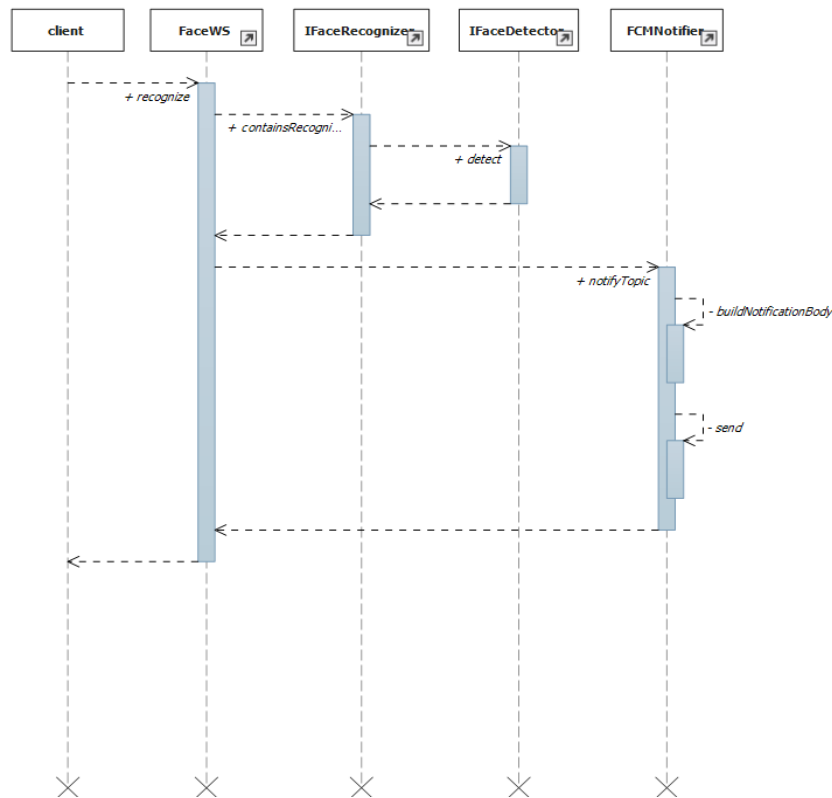 client
FaceWS
IFaceRecognizer
IFaceDetector
FCMNotifier
+ recognize
+ containsRecogni...
+ detect
+ notifyTopic
- buildNotificationBody
- send